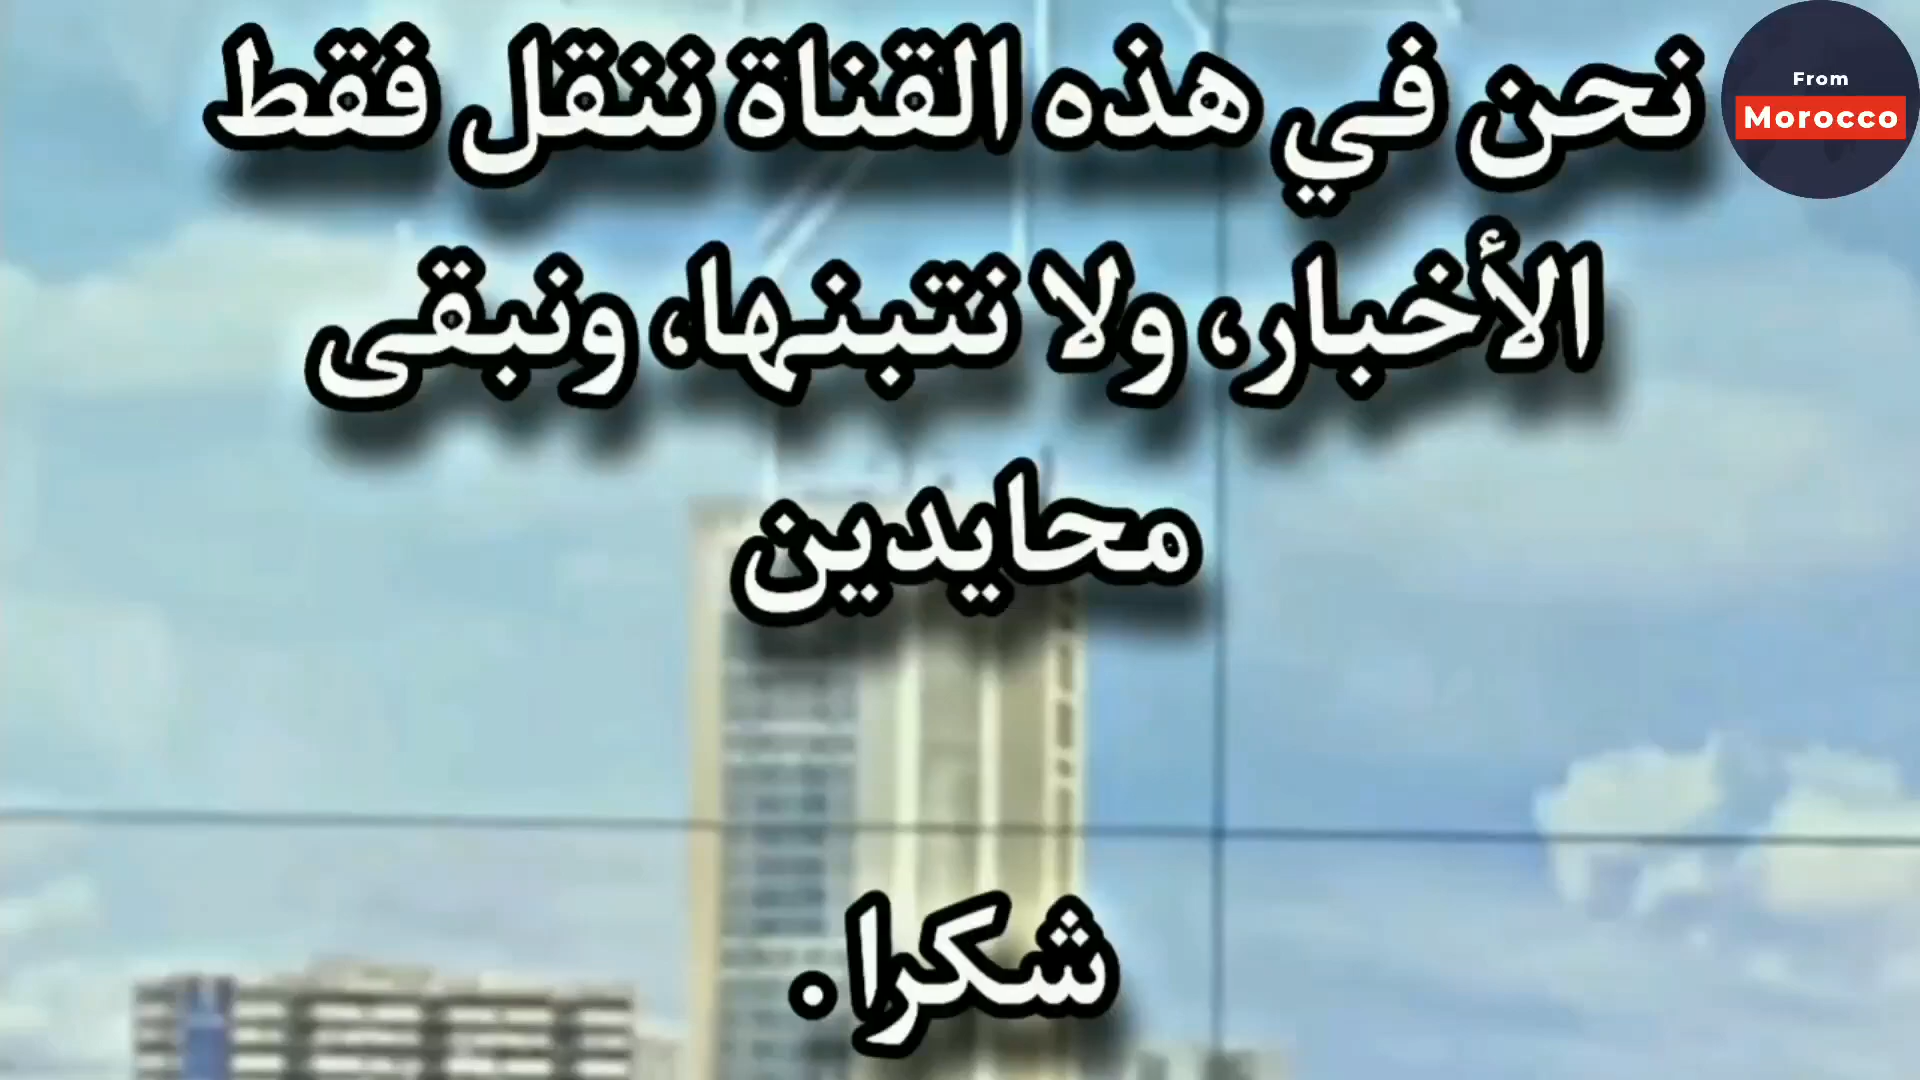 نحن في هذه القناة ننقل فقط
الأخبار، ولا نتبنها، ونبقى
محايدين
شكرا .
From
Morocco